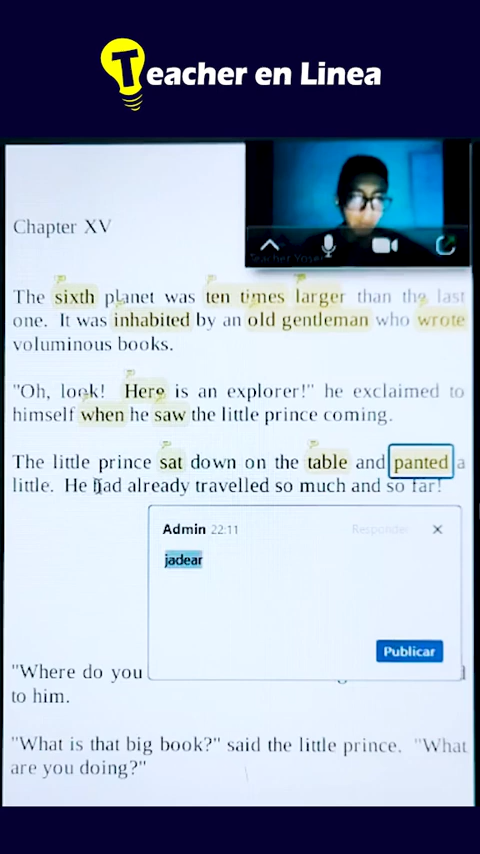 Teacher en Linea
Chapter XV
The sixth planet was ten times larger than the last
one. It was inhabited by an old gentleman who wrote
voluminous books.
"Oh, look! Here is an explorer!" he exclaimed to
himself when he saw the little prince coming.
The little prince sat down on the table and panted a
little. He had already travelled so much and so far!
Admin 22:11 Responder
jadear
Publicar
"Where do you
to him.
"What is that big book?" said the little prince. "What
are you doing?"